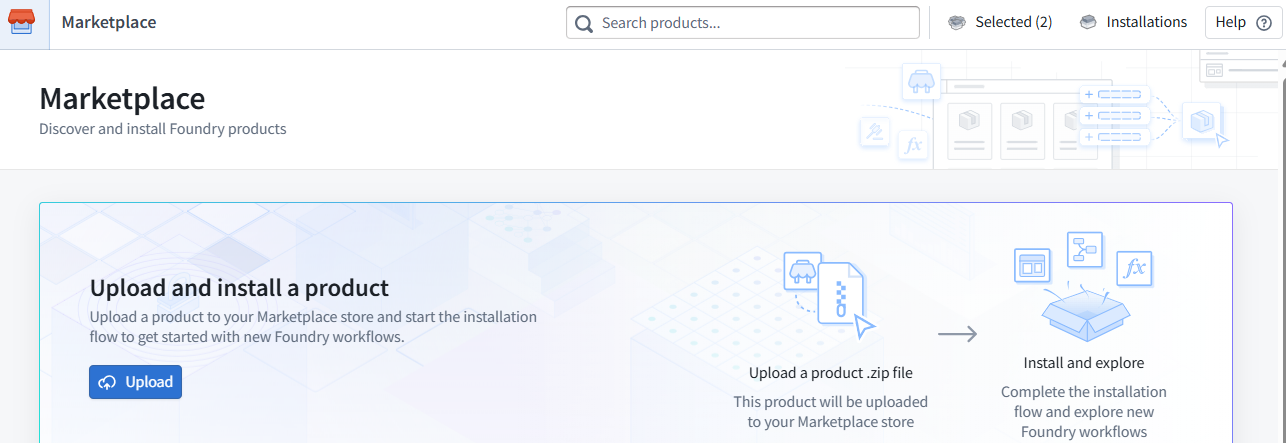 Marketplace
Search products...
Selected (2)
Installations
Help
Marketplace
Discover and install Foundry products
fx
Upload and install a product
Upload a product to your Marketplace store and start the installation
flow to get started with new Foundry workflows.
Upload
Upload a product .zip file
This product will be uploaded
to your Marketplace store
fx
Install and explore
Complete the installation
flow and explore new
Foundry workflows